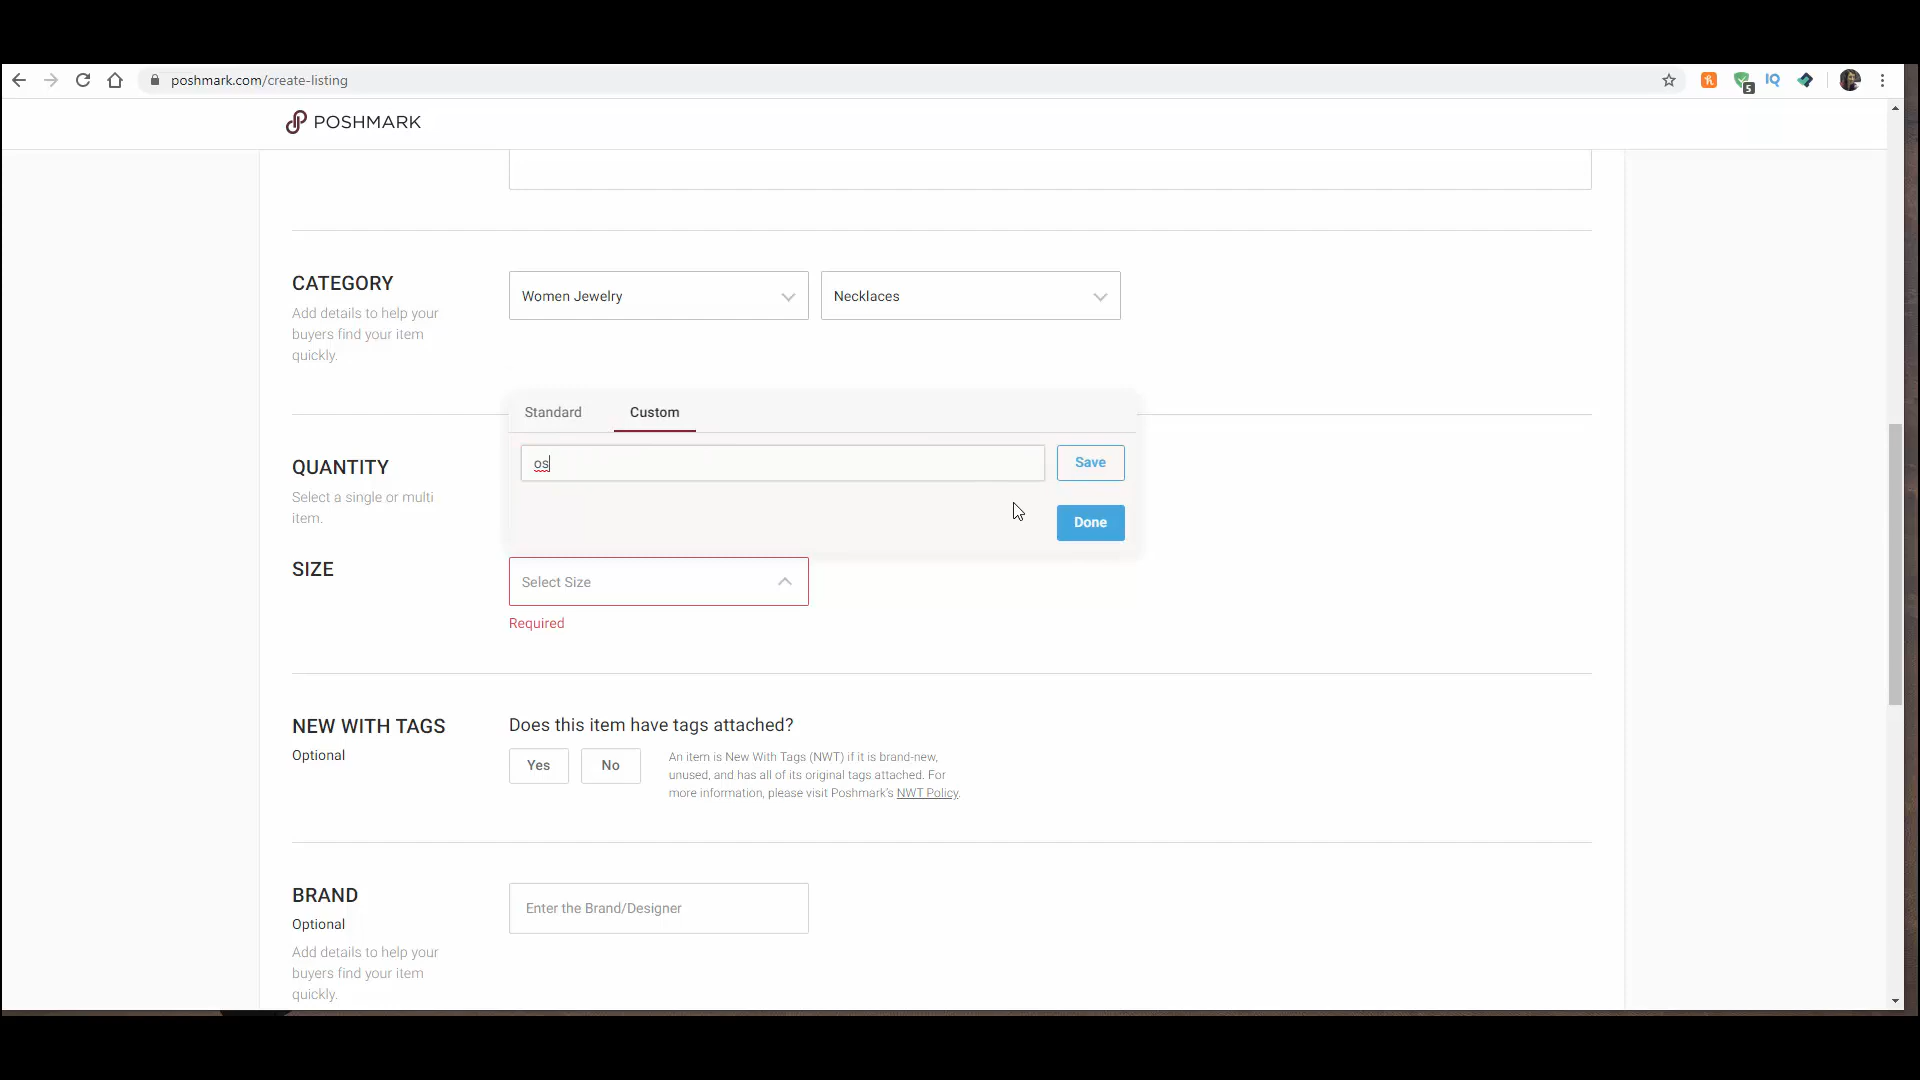 poshmark.com/create-listing
5
IQ
POSHMARK
CATEGORY
Add details to help your
buyers find your item
quickly.
Women Jewelry
Necklaces
Standard
Custom
QUANTITY
Select a single or multi
item.
os
Save
Done
SIZE
Select Size
Required
NEW WITH TAGS
Optional
Does this item have tags attached?
Yes
No
An item is New With Tags (NWT) if it is brand-new,
unused, and has all of its original tags attached. For
more information, please visit Poshmark's NWT Policy.
BRAND
Optional
Add details to help your
buyers find your item
quickly.
Enter the Brand/Designer